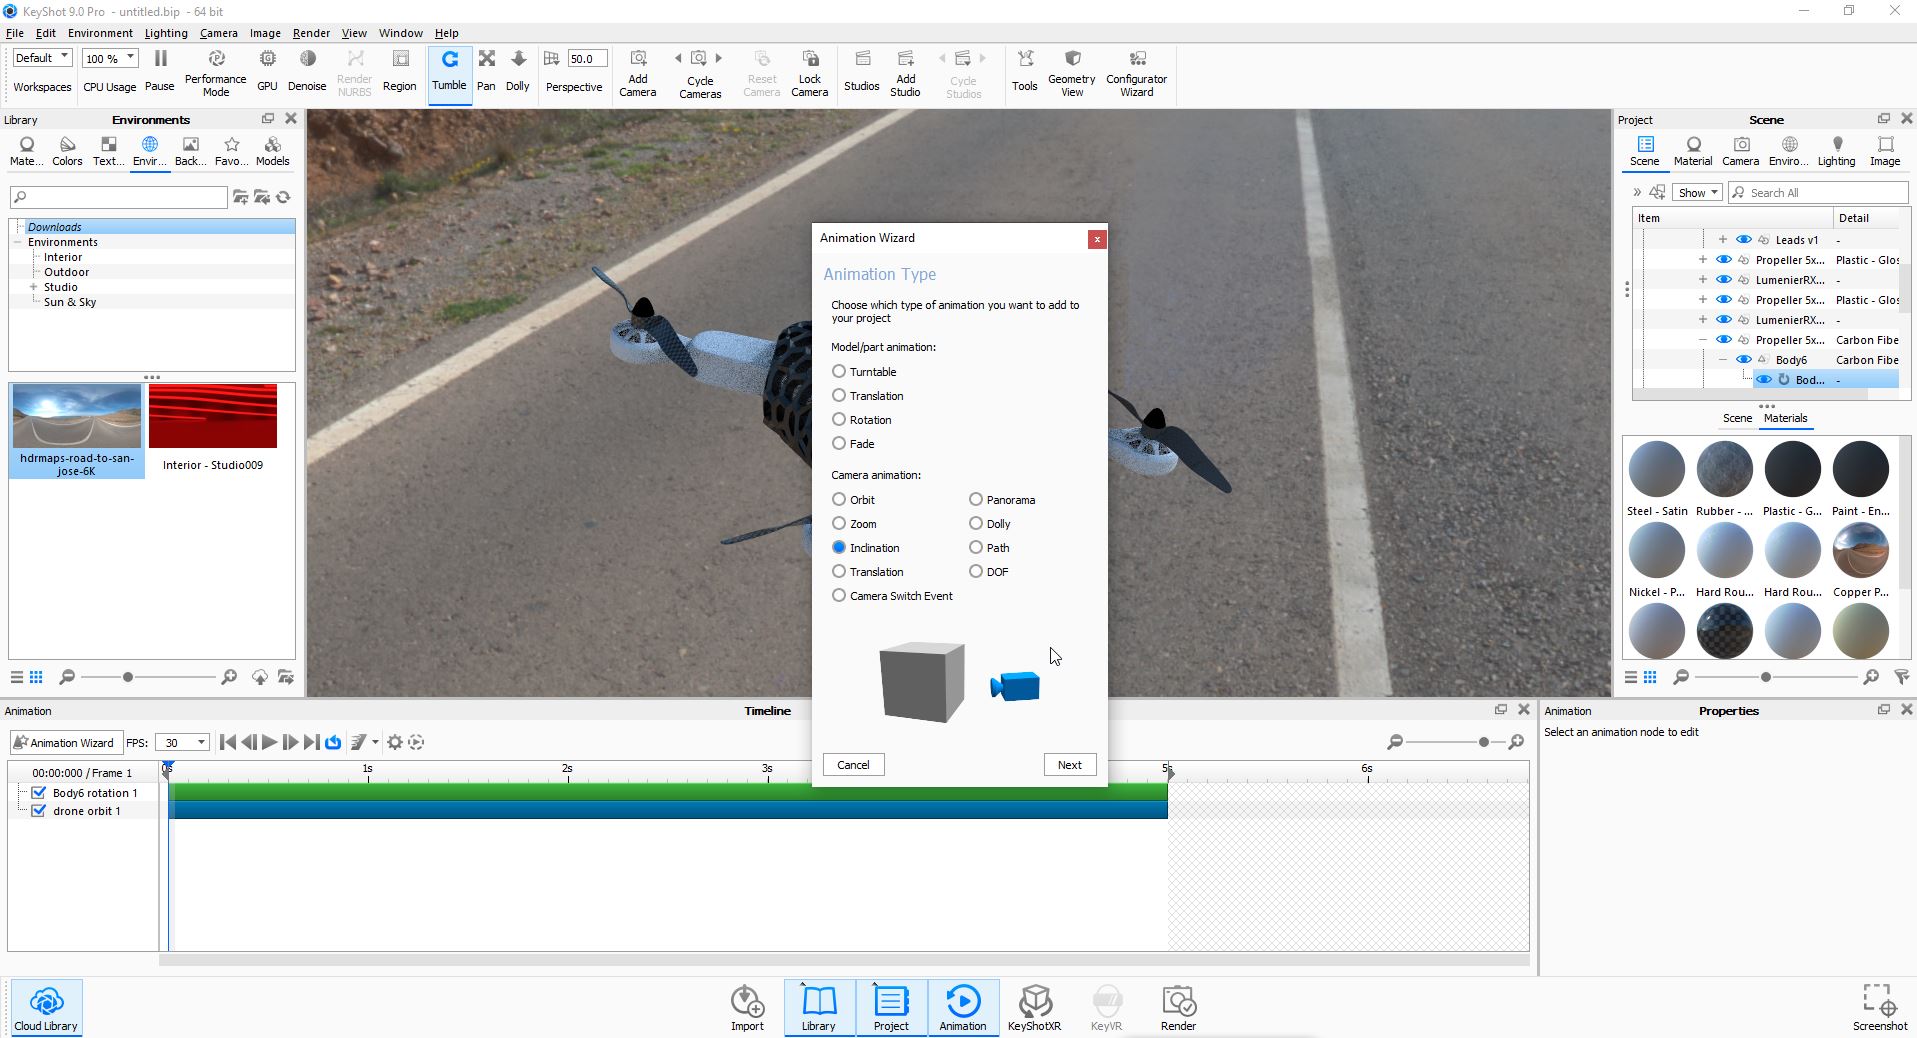 KeyShot 9.0 Pro - untitled.bip - 64 bit
File Edit Environment Lighting Camera Image Render View Window Help
Default
100 %
50.0
Workspaces
CPU Usage
Pause
Performance
Mode
GPU
Denoise
Render
NURBS
Region
Tumble
Pan
Dolly
Perspective
Add
Camera
Cycle
Cameras
Reset
Camera
Lock
Camera
Studios
Add
Studio
Cycle
Studios
Tools
Geometry
View
Configurator
Wizard
Library
Environments
Mate... Colors Text... Envir... Back... Favo... Models
Downloads
Environments
Interior
Outdoor
Studio
Sun & Sky
hdrmaps-road-to-san-
jose-6K
Interior - Studio009
Animation Wizard
x
Animation Type
Choose which type of animation you want to add to
your project
Model/part animation:
Turntable
Translation
Rotation
Fade
Camera animation:
Orbit
Panorama
Zoom
Dolly
Inclination
Path
Translation
DOF
Camera Switch Event
Cancel
Next
Project
Scene
Scene Material Camera Enviro... Lighting Image
Show
Search All
Item Detail
Leads v1 -
Propeller 5x... Plastic - Glos
LumenierRX... -
Propeller 5x... Plastic - Glos
LumenierRX... -
Propeller 5x... Carbon Fibe
Body6 Carbon Fibe
Bod... -
Scene Materials
Steel - Satin Rubber - ... Plastic - G... Paint - En...
Nickel - P... Hard Rou... Hard Rou... Copper P...
Animation
Timeline
Animation Wizard
FPS: 30
00:00:000 / Frame 1
0s 1s 2s 3s 5s 6s
Body6 rotation 1
drone orbit 1
Animation
Properties
Select an animation node to edit
Cloud Library
Import
Library
Project
Animation
KeyShotXR
KeyVR
Render
Screenshot